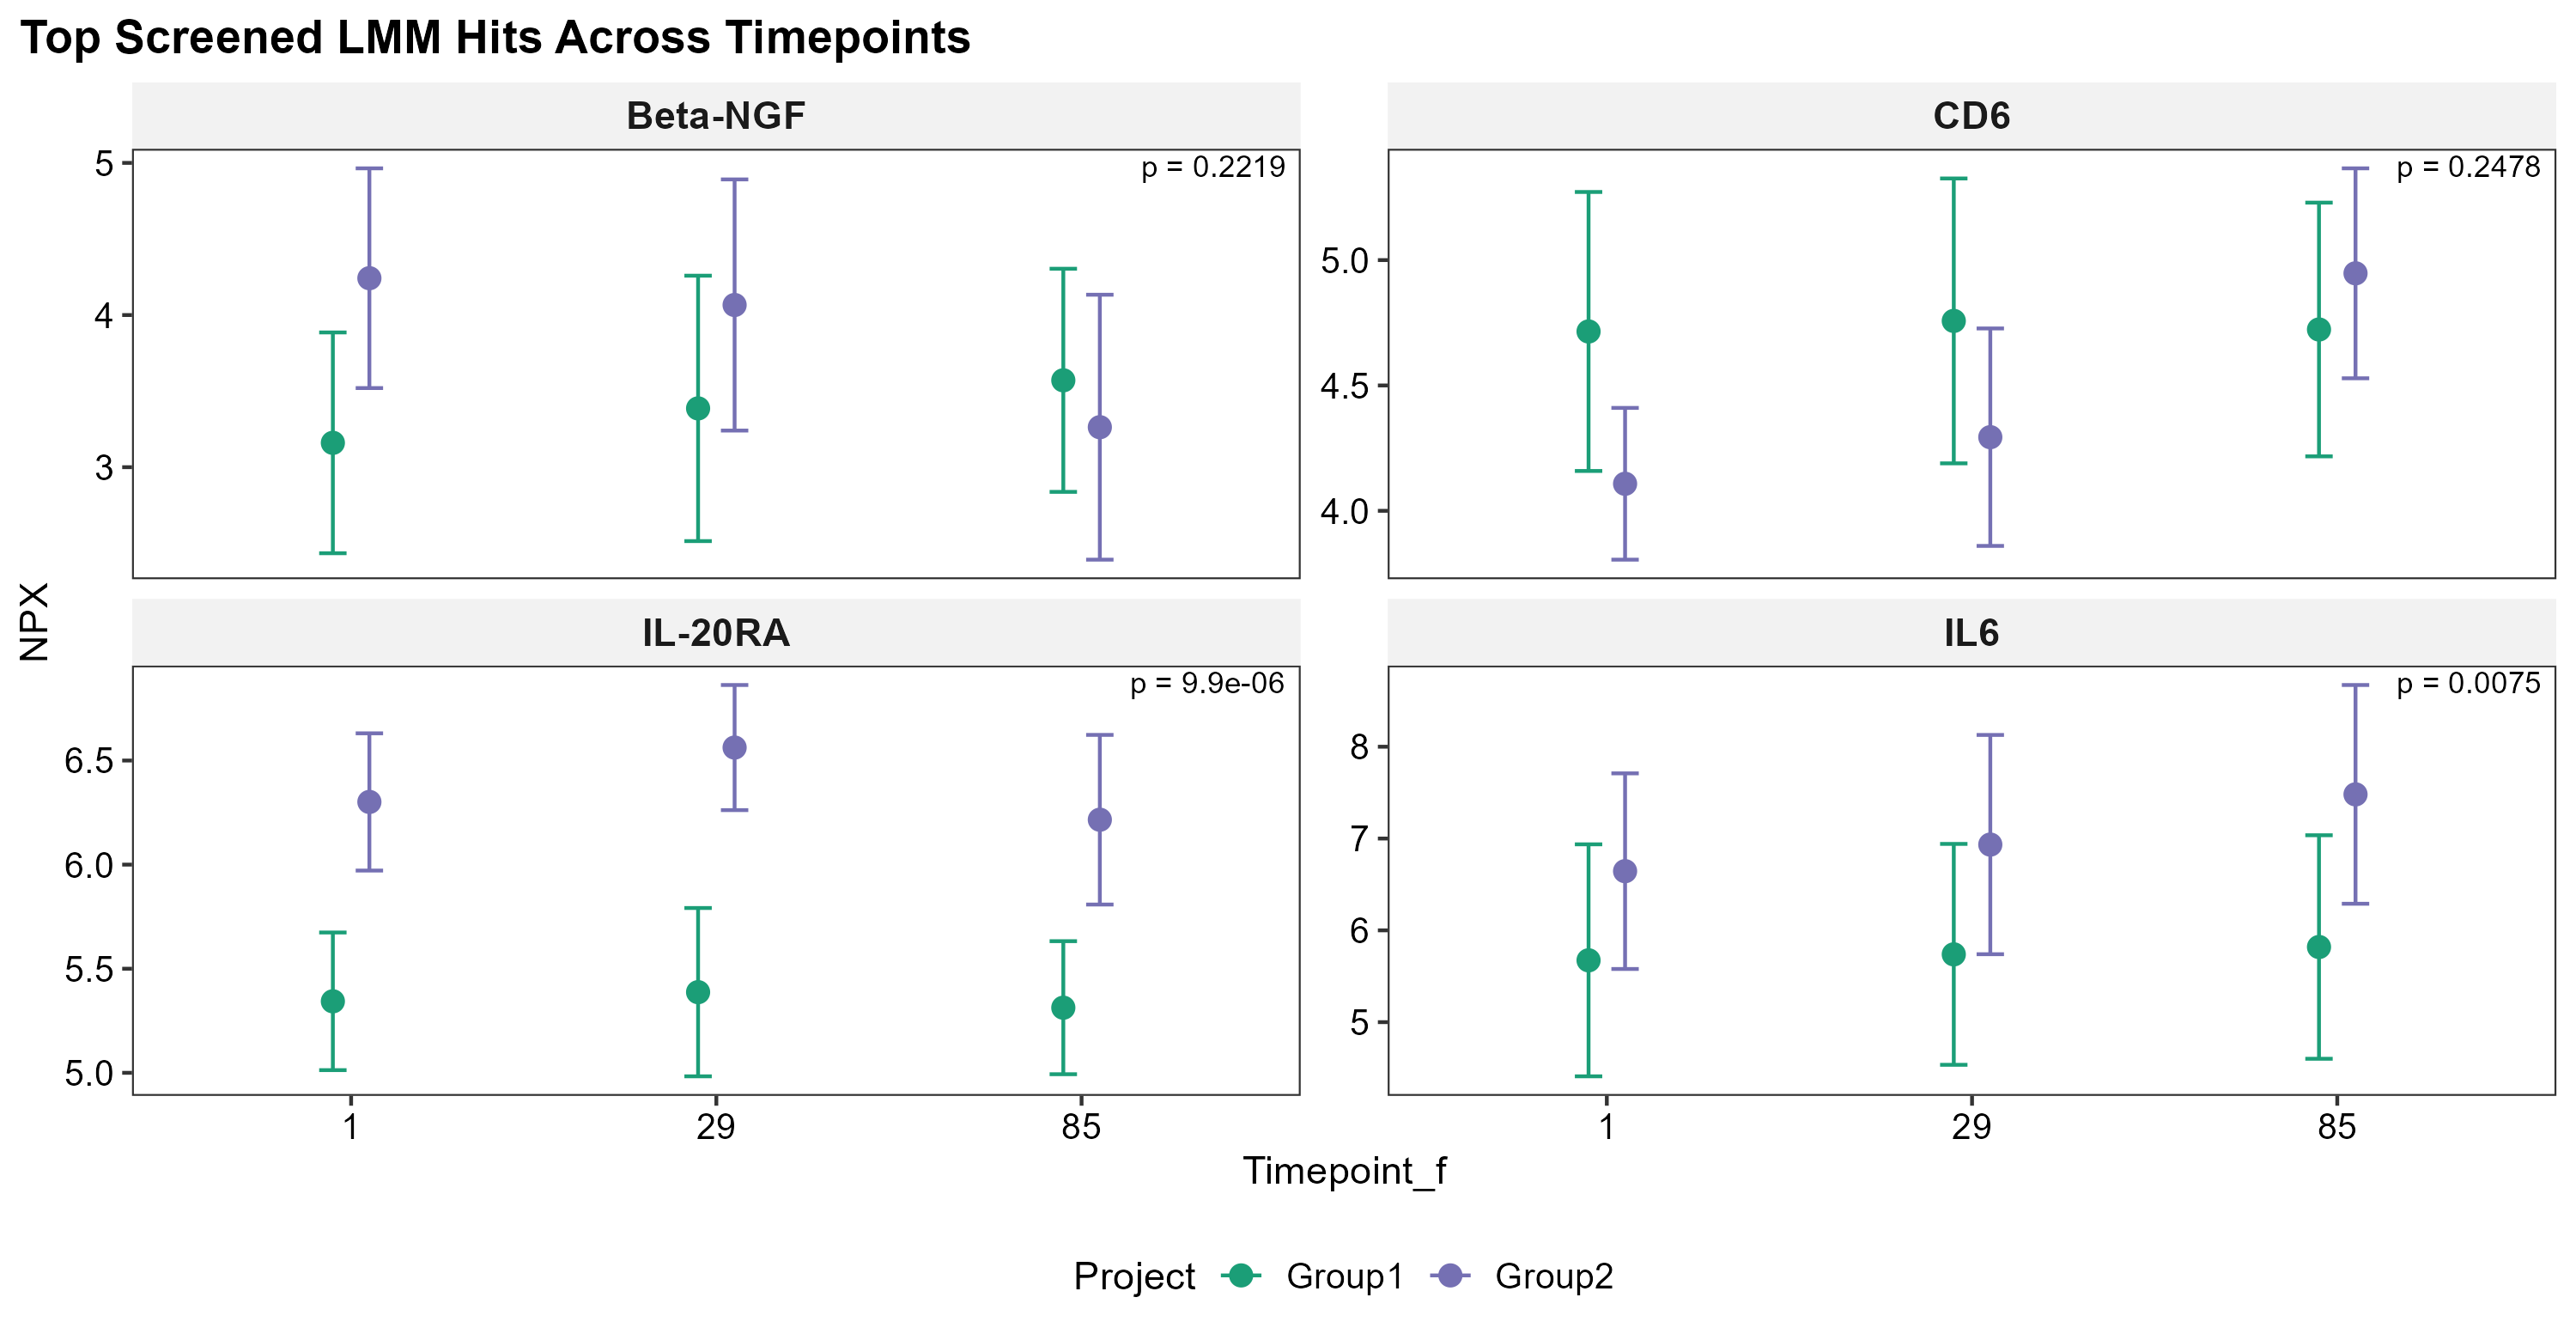 Top Screened LMM Hits Across Timepoints
Beta-NGF
CD6
5
4
3
p = 0.2219
5.0
4.5
4.0
p = 0.2478
NPX
IL-20RA
IL6
6.5
6.0
5.5
5.0
p = 9.9e-06
8
7
6
5
p = 0.0075
1 29 85
1 29 85
Timepoint_f
Project Group1 Group2